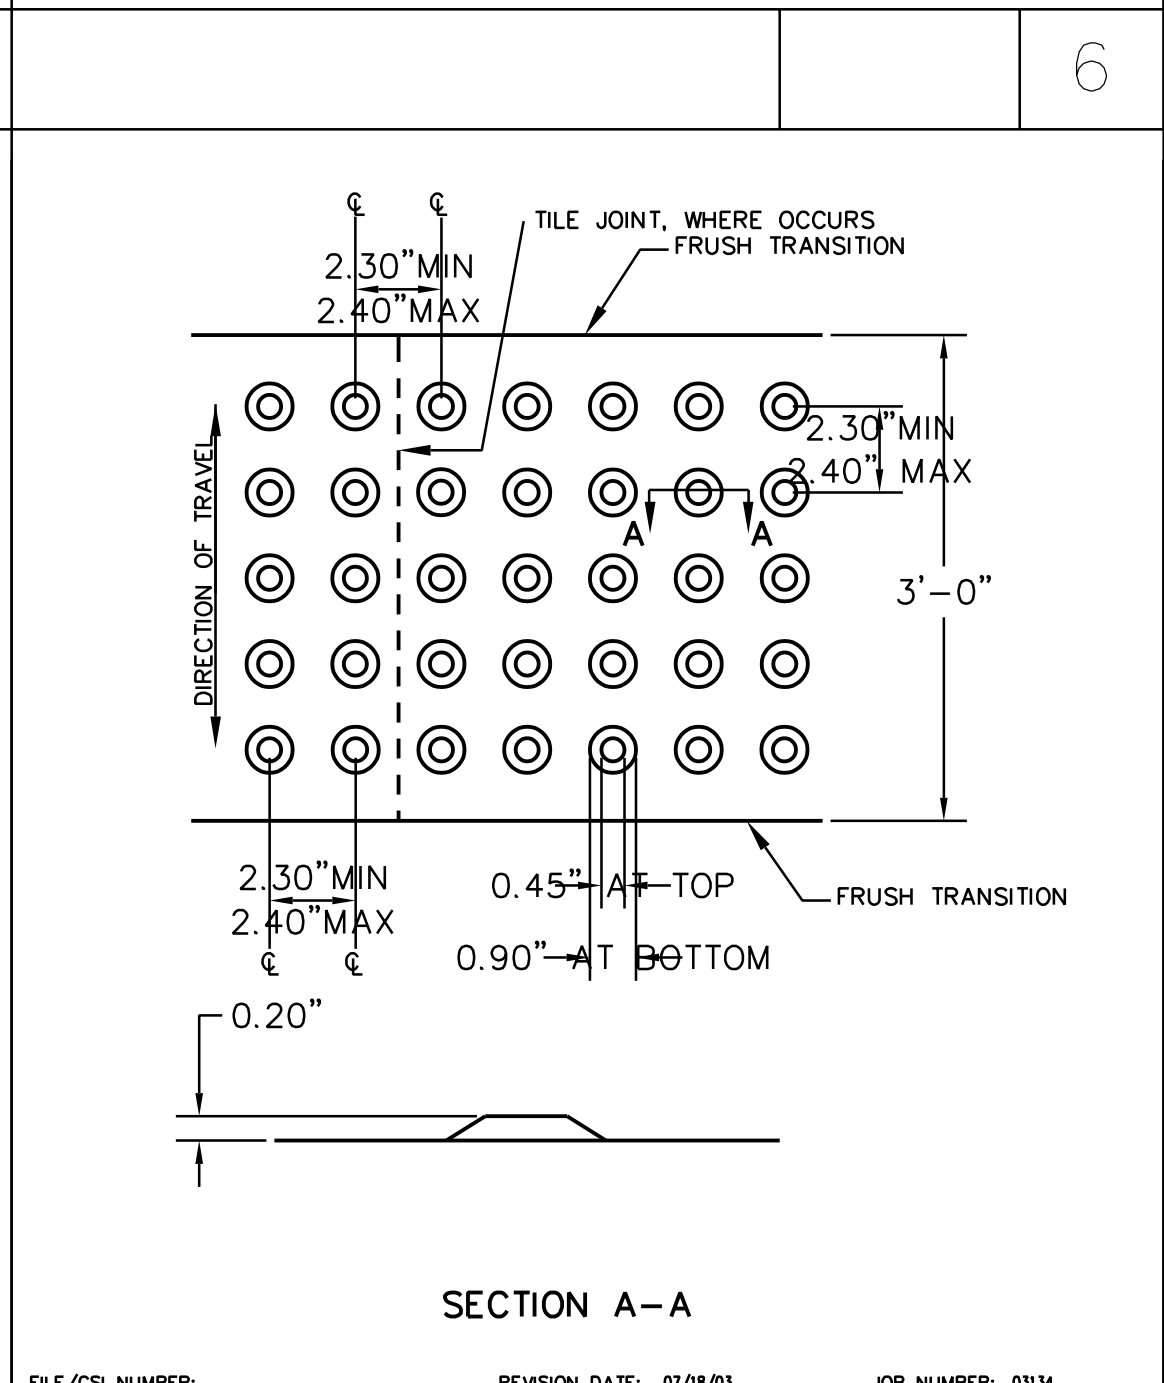 6
℄ ℄
TILE JOINT, WHERE OCCURS
FRUSH TRANSITION
2.30"MIN
2.40"MAX
2.30"MIN
2.40" MAX
DIRECTION OF TRAVEL
A A
3'-0"
2.30"MIN
2.40"MAX
℄ ℄
0.45" AT TOP
FRUSH TRANSITION
0.90" AT BOTTOM
0.20"
SECTION A-A
FILE/CSI NUMBER: REVISION DATE: 07/18/03 JOB NUMBER: 03134